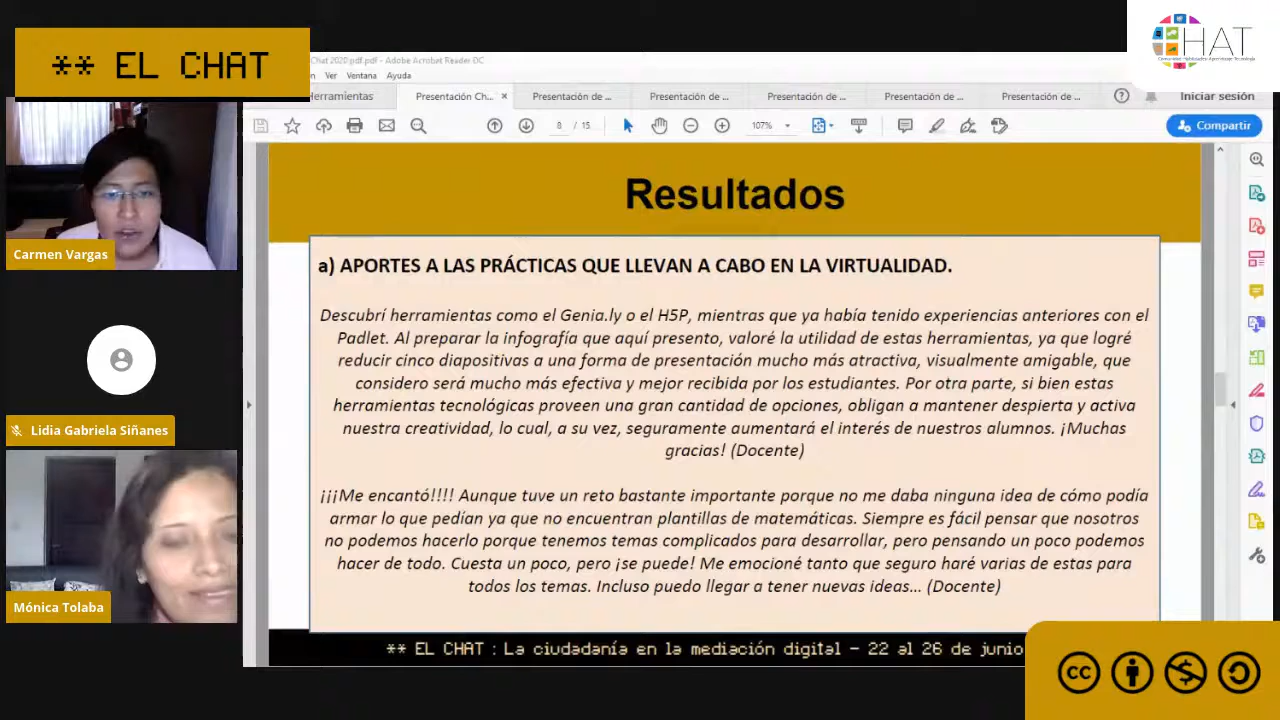 ** EL CHAT
CHAT
Chat 2020.pdf.pdf - Adobe Acrobat Reader DC
Ver Ventana Ayuda
Herramientas
Presentación Ch... ×
Presentación de ...
Presentación de ...
Presentación de ...
Presentación de ...
Presentación de ...
Iniciar sesión
8 / 15
107%
Compartir
Resultados
a) APORTES A LAS PRÁCTICAS QUE LLEVAN A CABO EN LA VIRTUALIDAD.
Descubrí herramientas como el Genia.ly o el H5P, mientras que ya había tenido experiencias anteriores con el
Padlet. Al preparar la infografía que aquí presento, valoré la utilidad de estas herramientas, ya que logré
reducir cinco diapositivas a una forma de presentación mucho más atractiva, visualmente amigable, que
considero será mucho más efectiva y mejor recibida por los estudiantes. Por otra parte, si bien estas
herramientas tecnológicas proveen una gran cantidad de opciones, obligan a mantener despierta y activa
nuestra creatividad, lo cual, a su vez, seguramente aumentará el interés de nuestros alumnos. ¡Muchas
gracias! (Docente)
¡¡¡Me encantó!!!! Aunque tuve un reto bastante importante porque no me daba ninguna idea de cómo podía
armar lo que pedían ya que no encuentran plantillas de matemáticas. Siempre es fácil pensar que nosotros
no podemos hacerlo porque tenemos temas complicados para desarrollar, pero pensando un poco podemos
hacer de todo. Cuesta un poco, pero ¡se puede! Me emocioné tanto que seguro haré varias de estas para
todos los temas. Incluso puedo llegar a tener nuevas ideas... (Docente)
** EL CHAT : La ciudadanía en la mediación digital - 22 al 26 de junio
Carmen Vargas
Lidia Gabriela Siñanes
Mónica Tolaba
cc